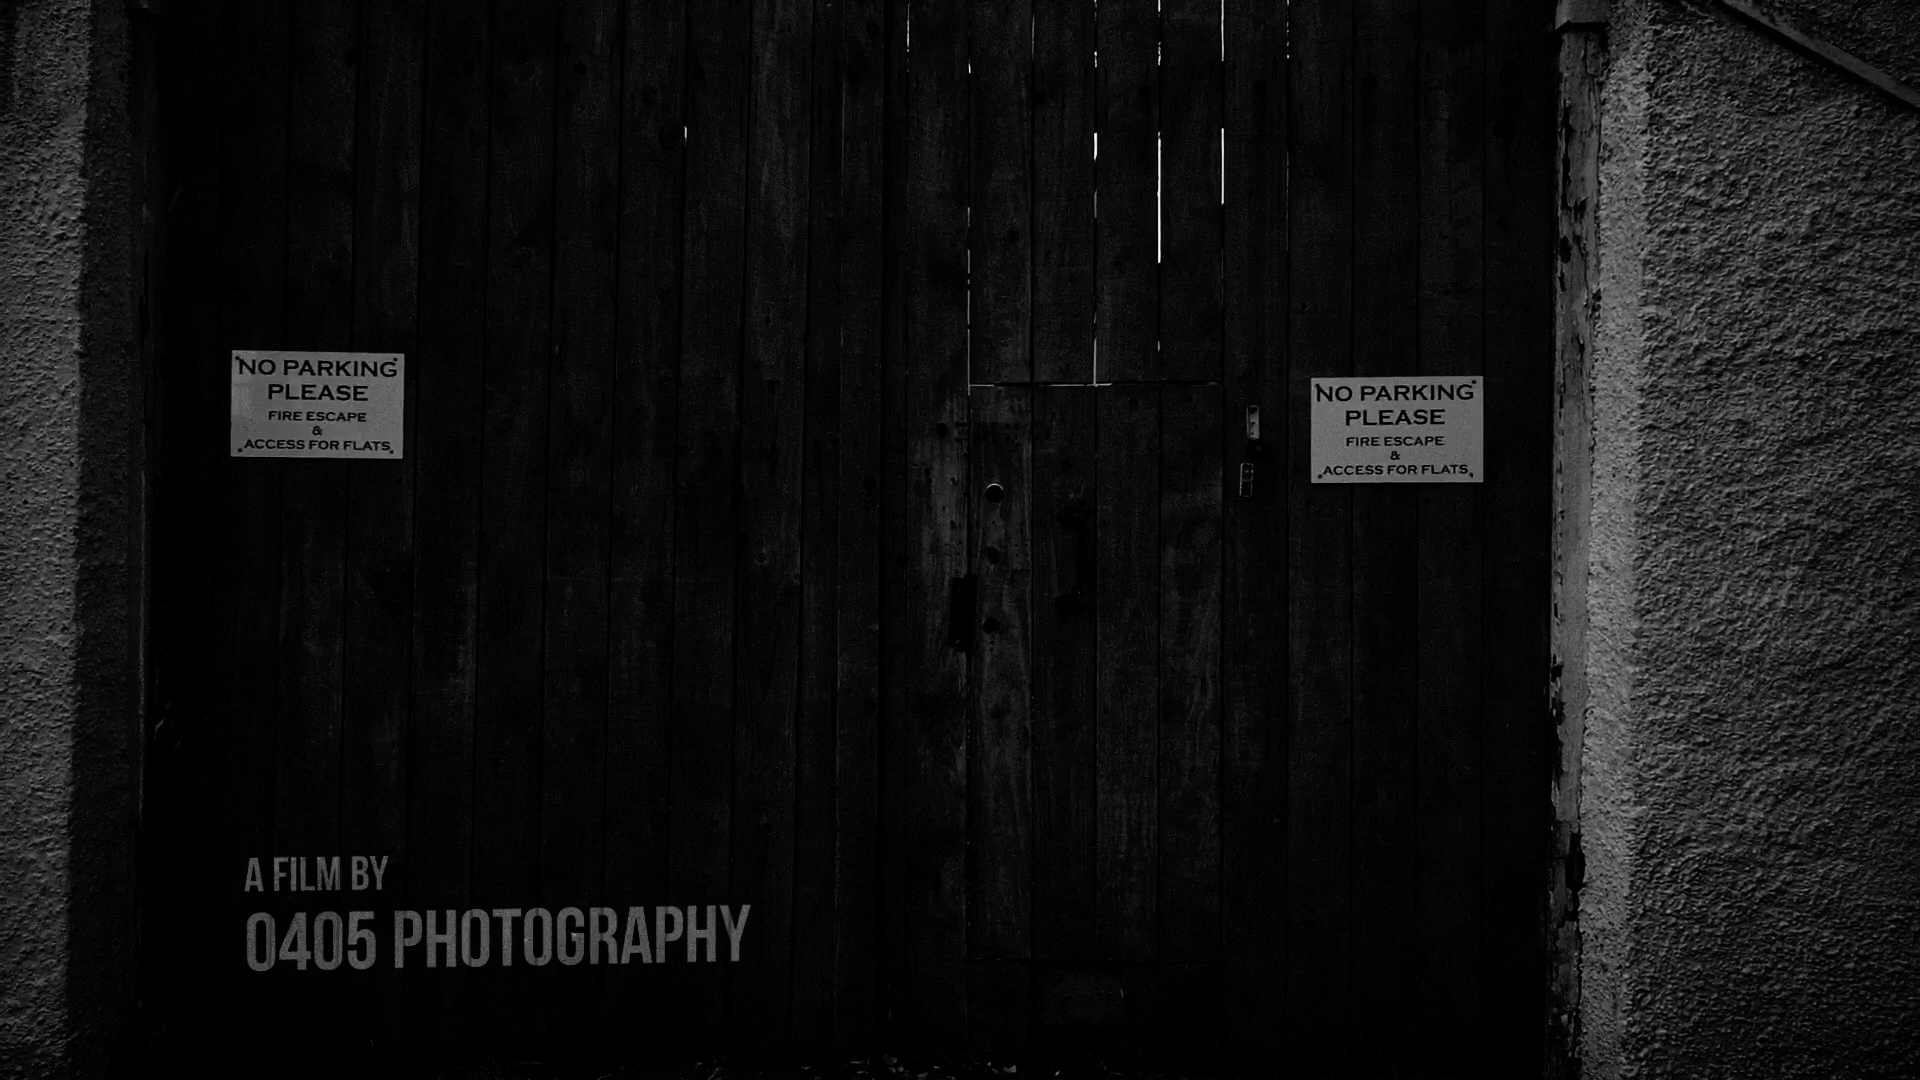 NO PARKING
PLEASE
FIRE ESCAPE
&
ACCESS FOR FLATS
NO PARKING
PLEASE
FIRE ESCAPE
&
ACCESS FOR FLATS
A FILM BY
0405 PHOTOGRAPHY